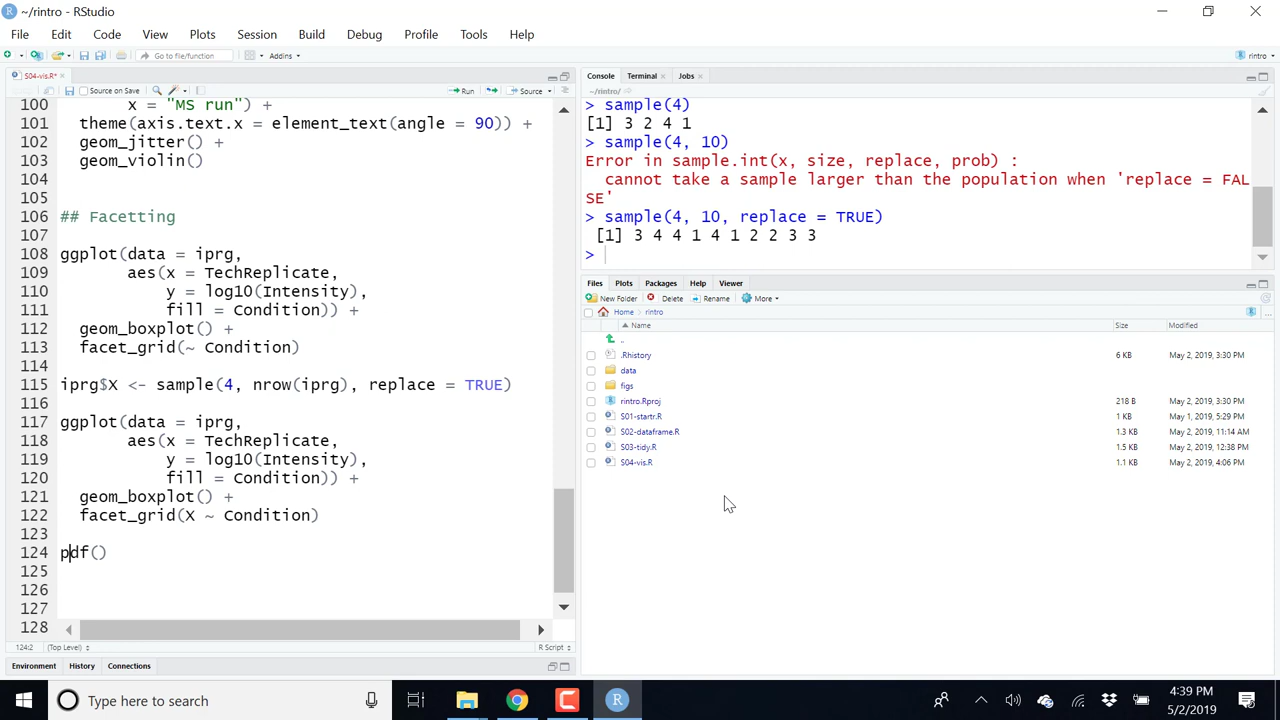 ~/rintro - RStudio
File Edit Code View Plots Session Build Debug Profile Tools Help
Go to file/function Addins rintro
S04-vis.R*
Source on Save Run Source
100 x = "MS run") +
101 theme(axis.text.x = element_text(angle = 90)) +
102 geom_jitter() +
103 geom_violin()
104
105
106 ## Facetting
107
108 ggplot(data = iprg,
109 aes(x = TechReplicate,
110 y = log10(Intensity),
111 fill = Condition)) +
112 geom_boxplot() +
113 facet_grid(~ Condition)
114
115 iprg$X <- sample(4, nrow(iprg), replace = TRUE)
116
117 ggplot(data = iprg,
118 aes(x = TechReplicate,
119 y = log10(Intensity),
120 fill = Condition)) +
121 geom_boxplot() +
122 facet_grid(X ~ Condition)
123
124 pdf()
125
126
127
128
124:2 (Top Level) R Script
Environment History Connections
Console Terminal Jobs
~/rintro/
> sample(4)
[1] 3 2 4 1
> sample(4, 10)
Error in sample.int(x, size, replace, prob) :
cannot take a sample larger than the population when 'replace = FAL
SE'
> sample(4, 10, replace = TRUE)
[1] 3 4 4 1 4 1 2 2 3 3
>
Files Plots Packages Help Viewer
New Folder Delete Rename More
Home rintro
Name Size Modified
..
.Rhistory 6 KB May 2, 2019, 3:30 PM
data
figs
rintro.Rproj 218 B May 2, 2019, 3:30 PM
S01-startr.R 1 KB May 1, 2019, 5:29 PM
S02-dataframe.R 1.3 KB May 2, 2019, 11:14 AM
S03-tidy.R 1.5 KB May 2, 2019, 12:38 PM
S04-vis.R 1.1 KB May 2, 2019, 4:06 PM
Type here to search
4:39 PM
5/2/2019